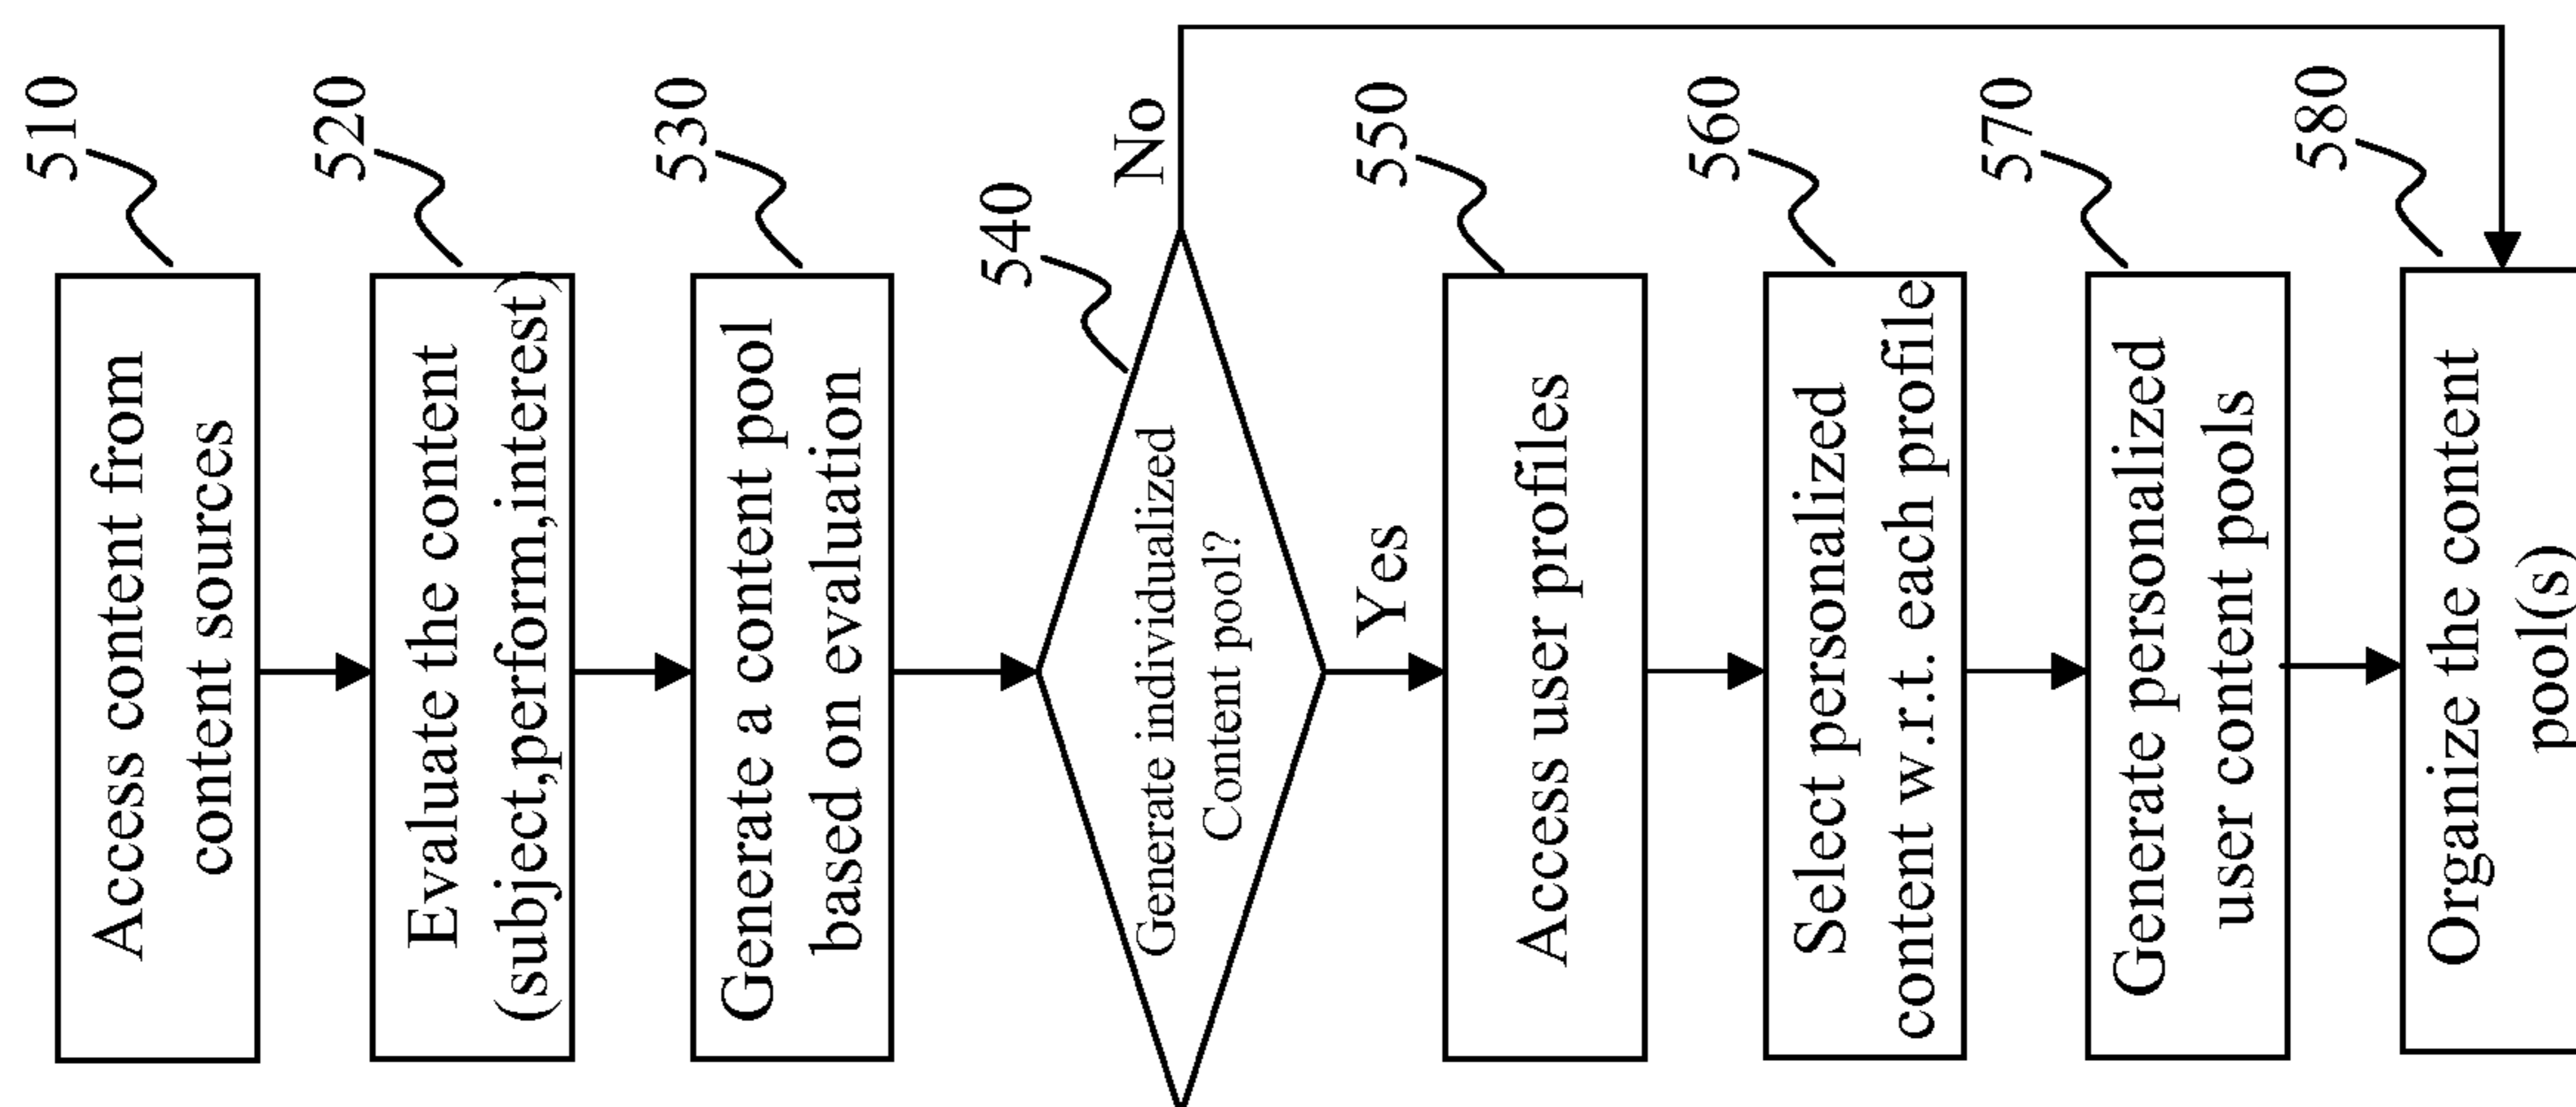 510
Access content from
content sources
520
Evaluate the content
(subject,perform,interest)
530
Generate a content pool
based on evaluation
540
Generate individualized
Content pool?
No
Yes
550
Access user profiles
560
Select personalized
content w.r.t. each profile
570
Generate personalized
user content pools
580
Organize the content
pool(s)